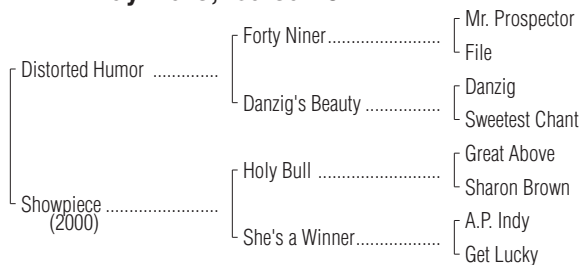 Mr. Prospector
Forty Niner
File
Distorted Humor
Danzig
Danzig's Beauty
Sweetest Chant
Great Above
Holy Bull
Sharon Brown
Showpiece
(2000)
A.P. Indy
She's a Winner
Get Lucky